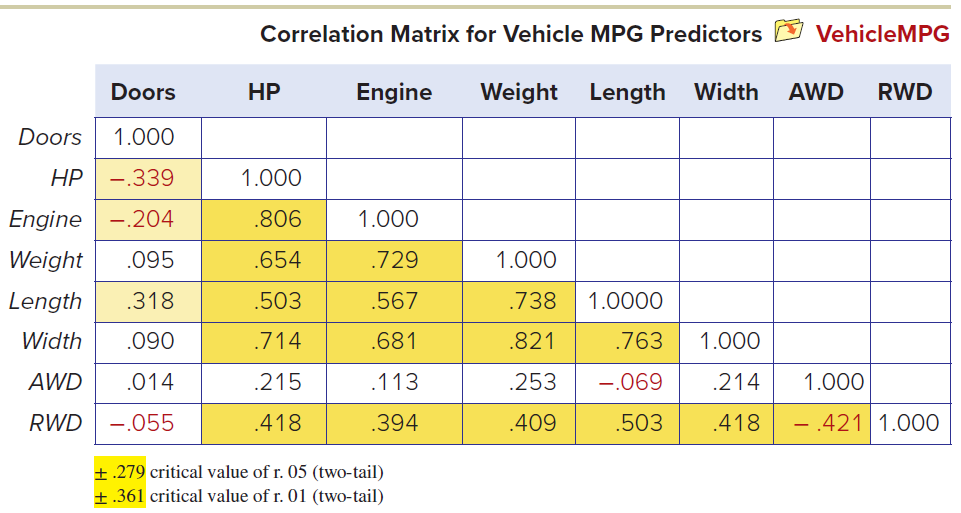 Correlation Matrix for Vehicle MPG Predictors VehicleMPG
Doors HP Engine Weight Length Width AWD RWD
Doors 1.000
HP −.339 1.000
Engine −.204 .806 1.000
Weight .095 .654 .729 1.000
Length .318 .503 .567 .738 1.0000
Width .090 .714 .681 .821 .763 1.000
AWD .014 .215 .113 .253 −.069 .214 1.000
RWD −.055 .418 .394 .409 .503 .418 − .421 1.000
± .279 critical value of r. 05 (two-tail)
± .361 critical value of r. 01 (two-tail)